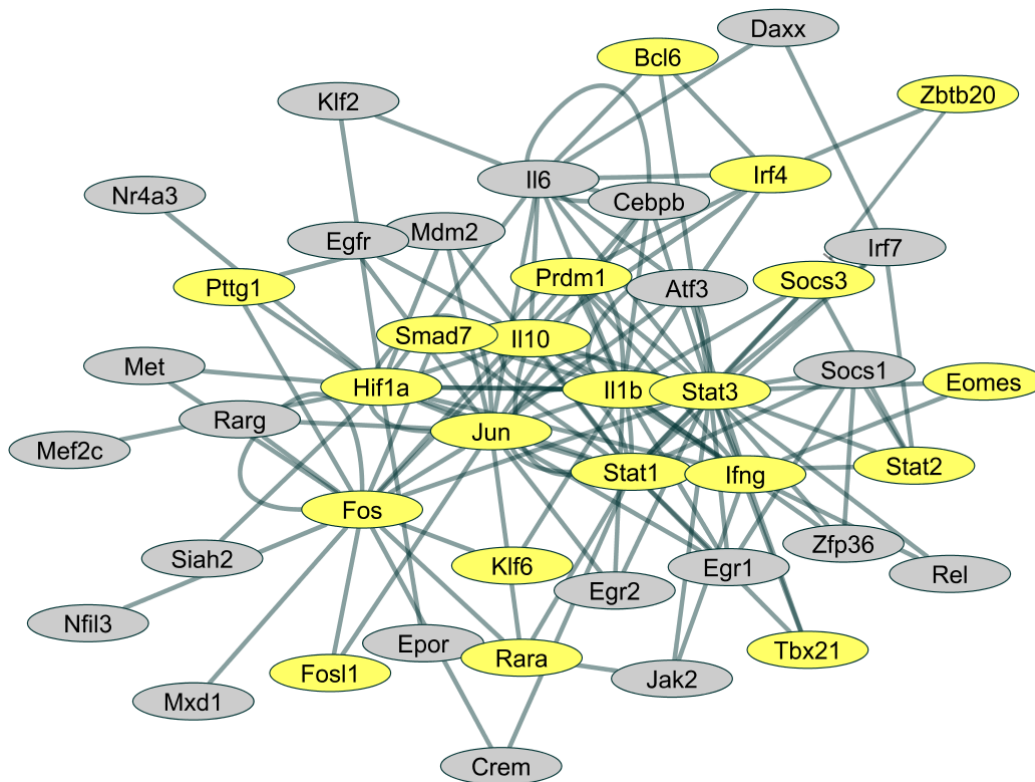 Daxx
Bcl6
Zbtb20
Klf2
Irf4
Il6
Nr4a3
Cebpb
Mdm2
Egfr
Irf7
Prdm1
Socs3
Pttg1
Atf3
Smad7
Il10
Met
Socs1
Eomes
Hif1a
Il1b
Stat3
Rarg
Jun
Mef2c
Stat2
Stat1
Ifng
Fos
Zfp36
Siah2
Klf6
Egr1
Rel
Egr2
Nfil3
Epor
Tbx21
Rara
Fosl1
Jak2
Mxd1
Crem